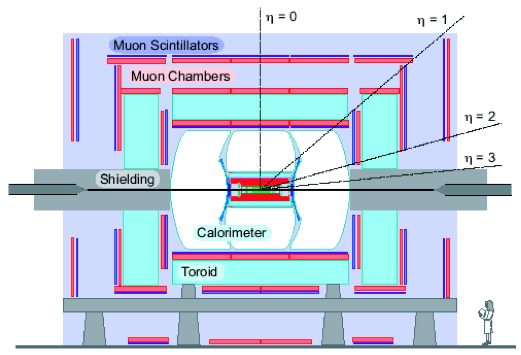 η = 0
η = 1
Muon Scintillators
Muon Chambers
η = 2
η = 3
Shielding
Calorimeter
Toroid